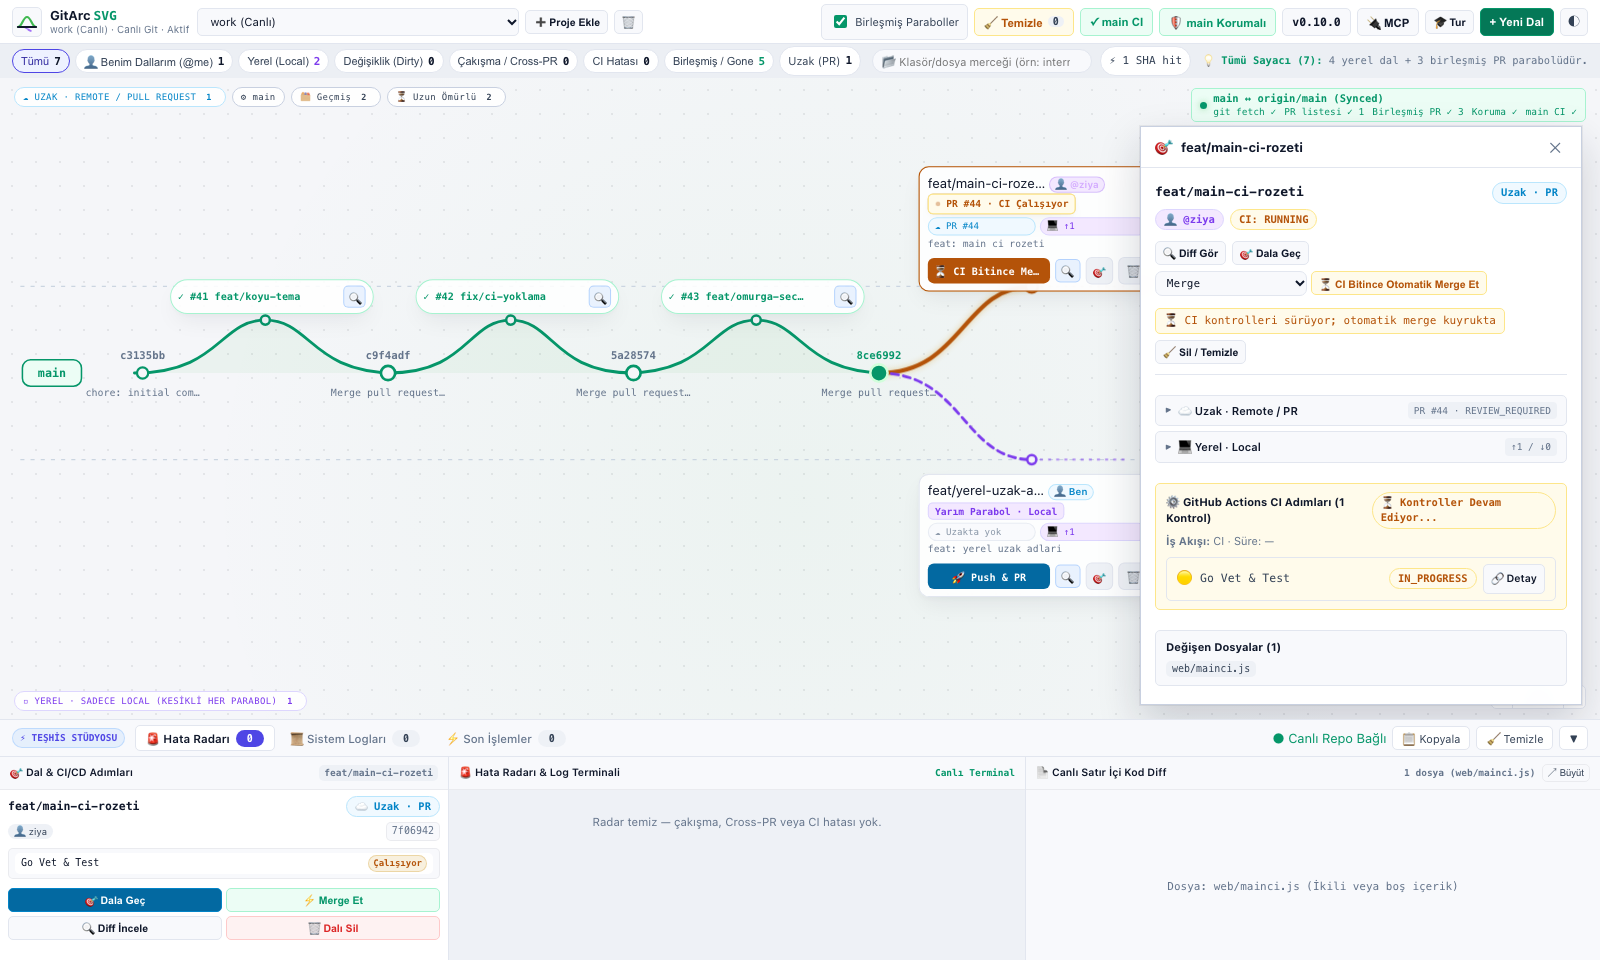 GitArc SVG
work (Canlı) · Canlı Git · Aktif
work (Canlı)
+ Proje Ekle
Birleşmiş Paraboller
Temizle 0
✓ main CI
main Korumalı
v0.10.0
MCP
Tur
+ Yeni Dal
Tümü 7
Benim Dallarım (@me) 1
Yerel (Local) 2
Değişiklik (Dirty) 0
Çakışma / Cross-PR 0
CI Hatası 0
Birleşmiş / Gone 5
Uzak (PR) 1
Klasör/dosya merceği (örn: interr
⚡ 1 SHA hit
Tümü Sayacı (7): 4 yerel dal + 3 birleşmiş PR parabolüdür.
UZAK · REMOTE / PULL REQUEST 1
main
Geçmiş 2
Uzun Ömürlü 2
main ↔ origin/main (Synced)
git fetch ✓ PR listesi ✓ 1 Birleşmiş PR ✓ 3 Koruma ✓ main CI ✓
feat/main-ci-roze… @ziya
PR #44 · CI Çalışıyor
PR #44 ↑1
feat: main ci rozeti
CI Bitince Me…
✓ #41 feat/koyu-tema
✓ #42 fix/ci-yoklama
✓ #43 feat/omurga-sec…
main
c3135bb
chore: initial com…
c9f4adf
Merge pull request…
5a28574
Merge pull request…
8ce6992
Merge pull request…
feat/yerel-uzak-a… Ben
Yarım Parabol · Local
Uzakta yok ↑1
feat: yerel uzak adlari
Push & PR
YEREL · SADECE LOCAL (KESİKLİ HER PARABOL) 1
feat/main-ci-rozeti
feat/main-ci-rozeti
Uzak · PR
@ziya
CI: RUNNING
Diff Gör
Dala Geç
Merge
CI Bitince Otomatik Merge Et
CI kontrolleri sürüyor; otomatik merge kuyrukta
Sil / Temizle
Uzak · Remote / PR
PR #44 · REVIEW_REQUIRED
Yerel · Local
↑1 / ↓0
GitHub Actions CI Adımları (1
Kontrol)
Kontroller Devam
Ediyor...
İş Akışı: CI · Süre: —
Go Vet & Test
IN_PROGRESS
Detay
Değişen Dosyalar (1)
web/mainci.js
⚡ TEŞHİS STÜDYOSU
Hata Radarı 0
Sistem Logları 0
Son İşlemler 0
Canlı Repo Bağlı
Kopyala
Temizle
▼
Dal & CI/CD Adımları
feat/main-ci-rozeti
feat/main-ci-rozeti
Uzak · PR
ziya
7f06942
Go Vet & Test
Çalışıyor
Dala Geç
Merge Et
Diff İncele
Dalı Sil
Hata Radarı & Log Terminali
Canlı Terminal
Radar temiz — çakışma, Cross-PR veya CI hatası yok.
Canlı Satır İçi Kod Diff
1 dosya (web/mainci.js)
Büyüt
Dosya: web/mainci.js (İkili veya boş içerik)